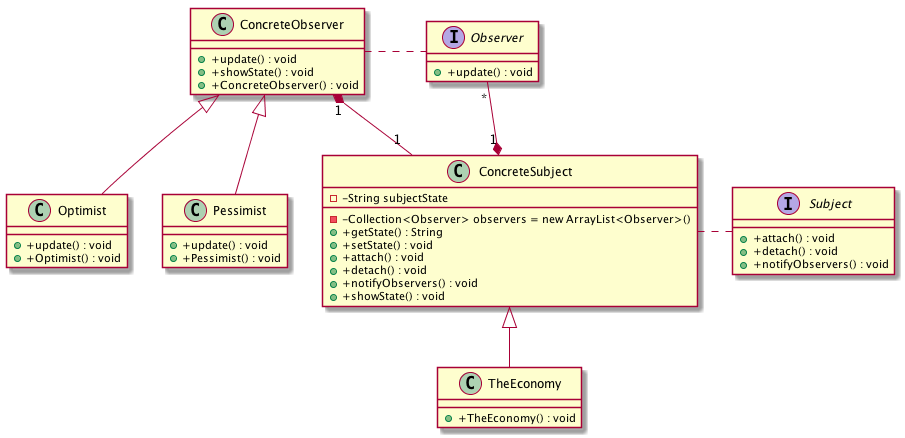 C ConcreteObserver
+update() : void
+showState() : void
+ConcreteObserver() : void
I Observer
+update() : void
1
*
1
1
C ConcreteSubject
-String subjectState
-Collection<Observer> observers = new ArrayList<Observer>()
+getState() : String
+setState() : void
+attach() : void
+detach() : void
+notifyObservers() : void
+showState() : void
C Optimist
+update() : void
+Optimist() : void
C Pessimist
+update() : void
+Pessimist() : void
I Subject
+attach() : void
+detach() : void
+notifyObservers() : void
C TheEconomy
+TheEconomy() : void